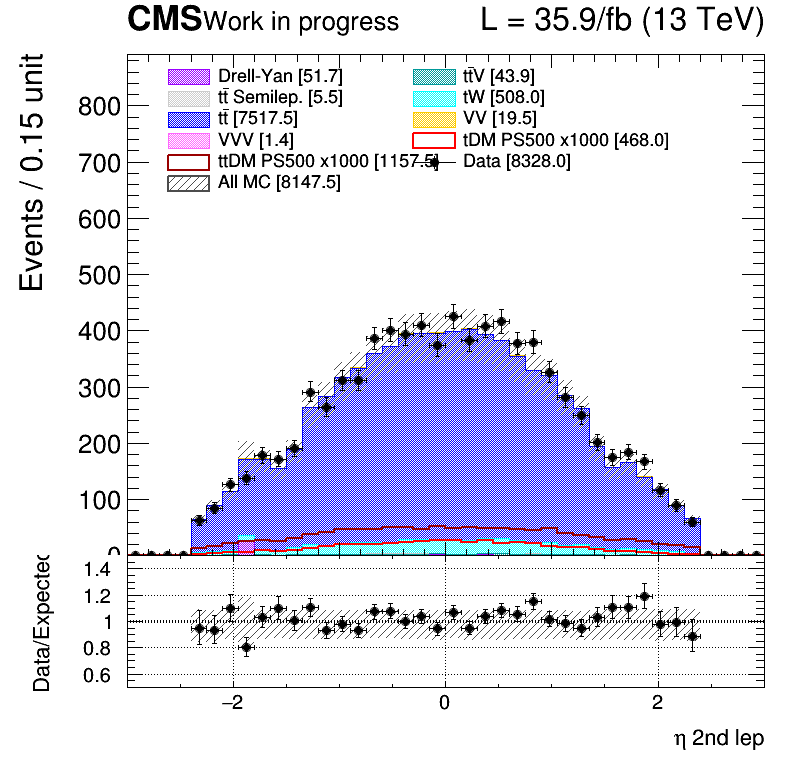 CMS Work in progress L = 35.9/fb (13 TeV)
Events / 0.15 unit
Drell-Yan [51.7] tt̄V [43.9]
tt̄ Semilep. [5.5] tW [508.0]
tt̄ [7517.5] VV [19.5]
VVV [1.4] tDM PS500 x1000 [468.0]
ttDM PS500 x1000 [1157.5] Data [8328.0]
All MC [8147.5]
800
700
600
500
400
300
200
100
0
Data/Expected
1.4
1.2
1
0.8
0.6
−2 0 2
η 2nd lep